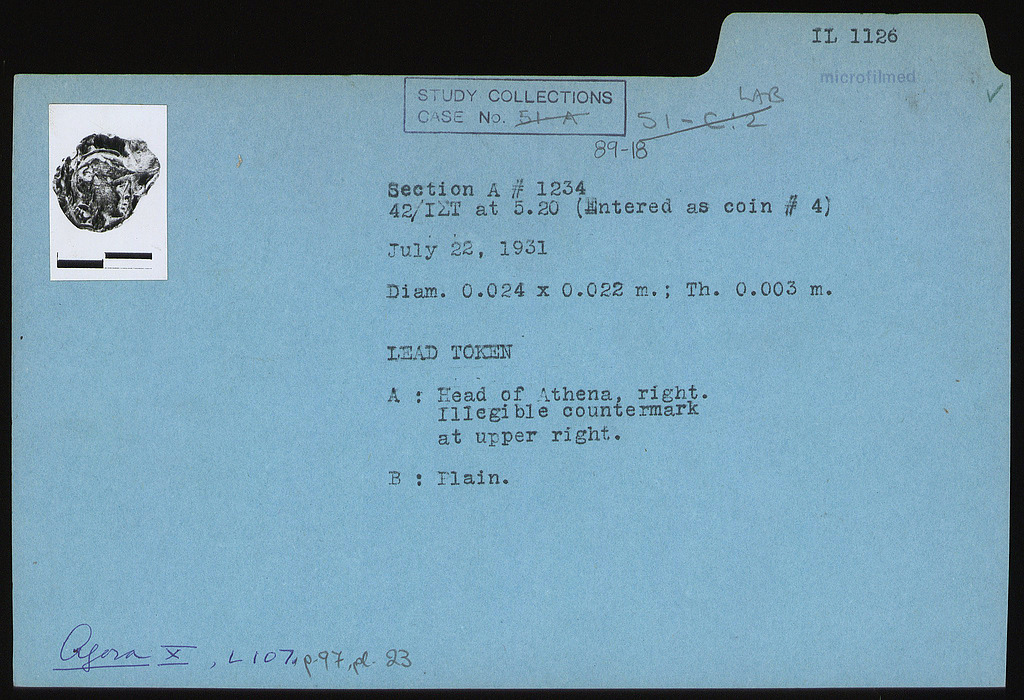 IL 1126
microfilmed
STUDY COLLECTIONS
CASE No. 51-A
51-C:2
LAB
89-18
Section A # 1234
42/ΙΣΤ at 5.20 (Entered as coin # 4)
July 22, 1931
Diam. 0.024 x 0.022 m.; Th. 0.003 m.
LEAD TOKEN
A : Head of Athena, right.
Illegible countermark
at upper right.
B : Plain.
Agora X, L107, p.97, pl. 23